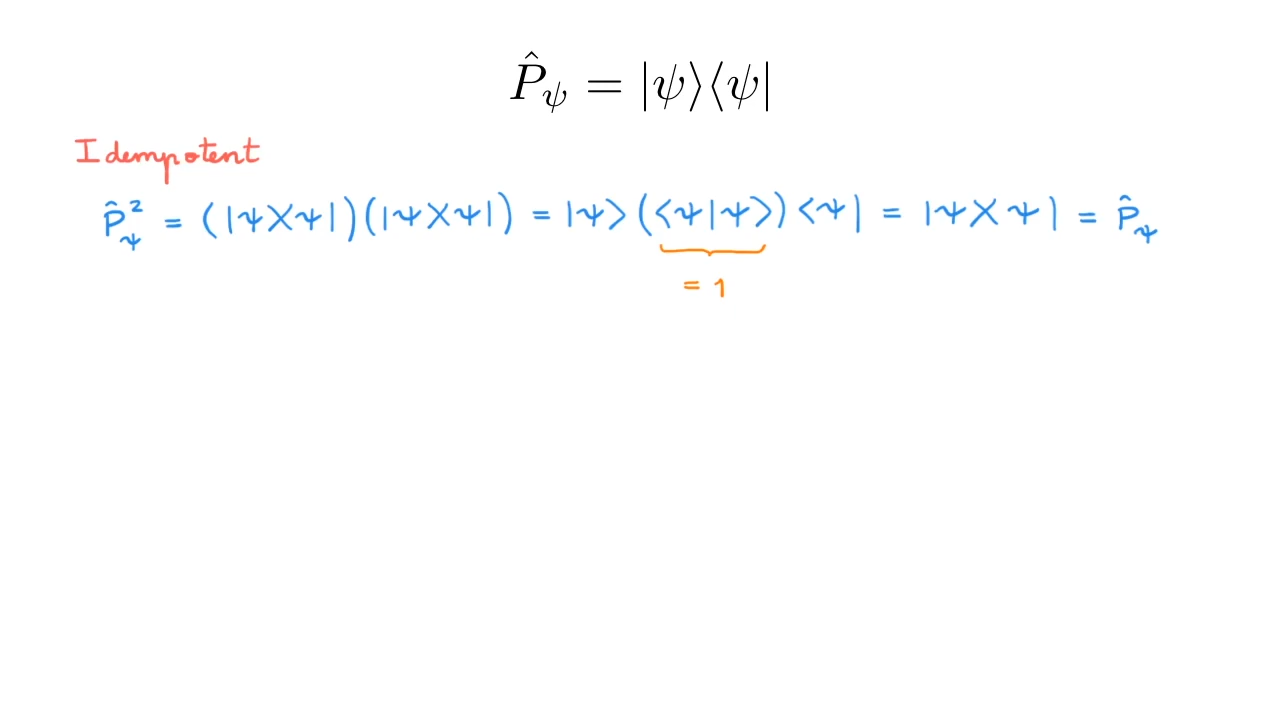 P̂_ψ = |ψ⟩⟨ψ|
Idempotent
P̂²_ψ = (|ψ⟩⟨ψ|)(|ψ⟩⟨ψ|) = |ψ⟩(⟨ψ|ψ⟩)⟨ψ| = |ψ⟩⟨ψ| = P̂_ψ
= 1